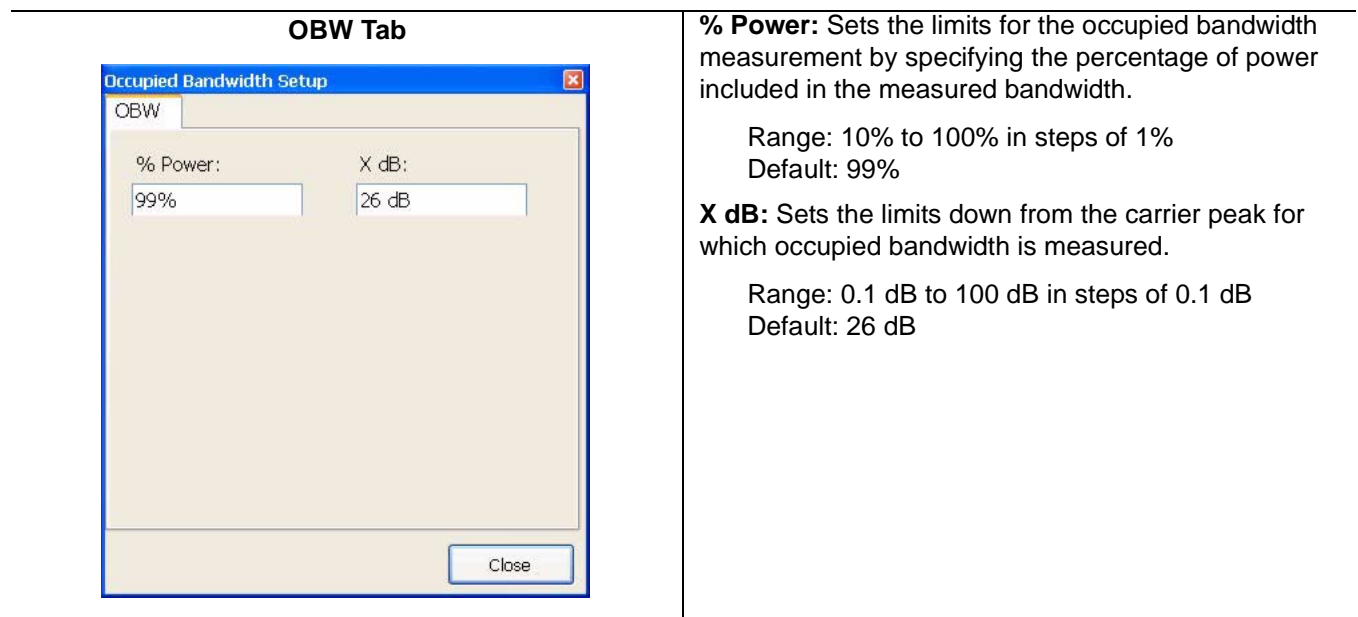 OBW Tab
Occupied Bandwidth Setup
OBW
% Power:
X dB:
99%
26 dB
Close
% Power: Sets the limits for the occupied bandwidth
measurement by specifying the percentage of power
included in the measured bandwidth.
Range: 10% to 100% in steps of 1%
Default: 99%
X dB: Sets the limits down from the carrier peak for
which occupied bandwidth is measured.
Range: 0.1 dB to 100 dB in steps of 0.1 dB
Default: 26 dB